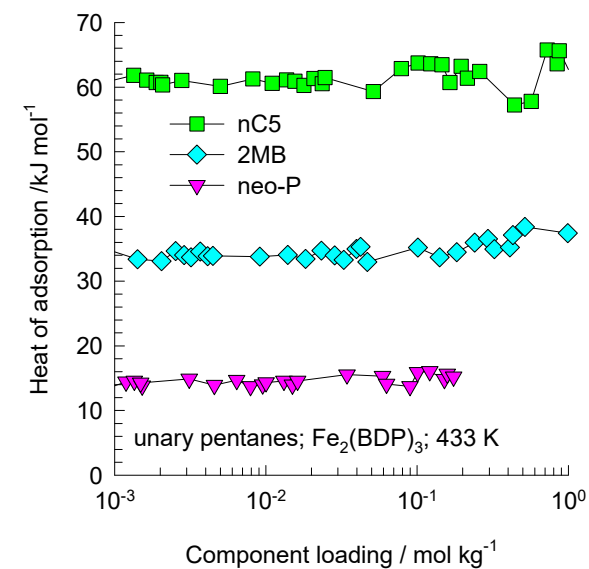 70
60
50
40
30
20
10
0
Heat of adsorption /kJ mol⁻¹
nC5
2MB
neo-P
unary pentanes; Fe₂(BDP)₃; 433 K
10⁻³ 10⁻² 10⁻¹ 10⁰
Component loading / mol kg⁻¹